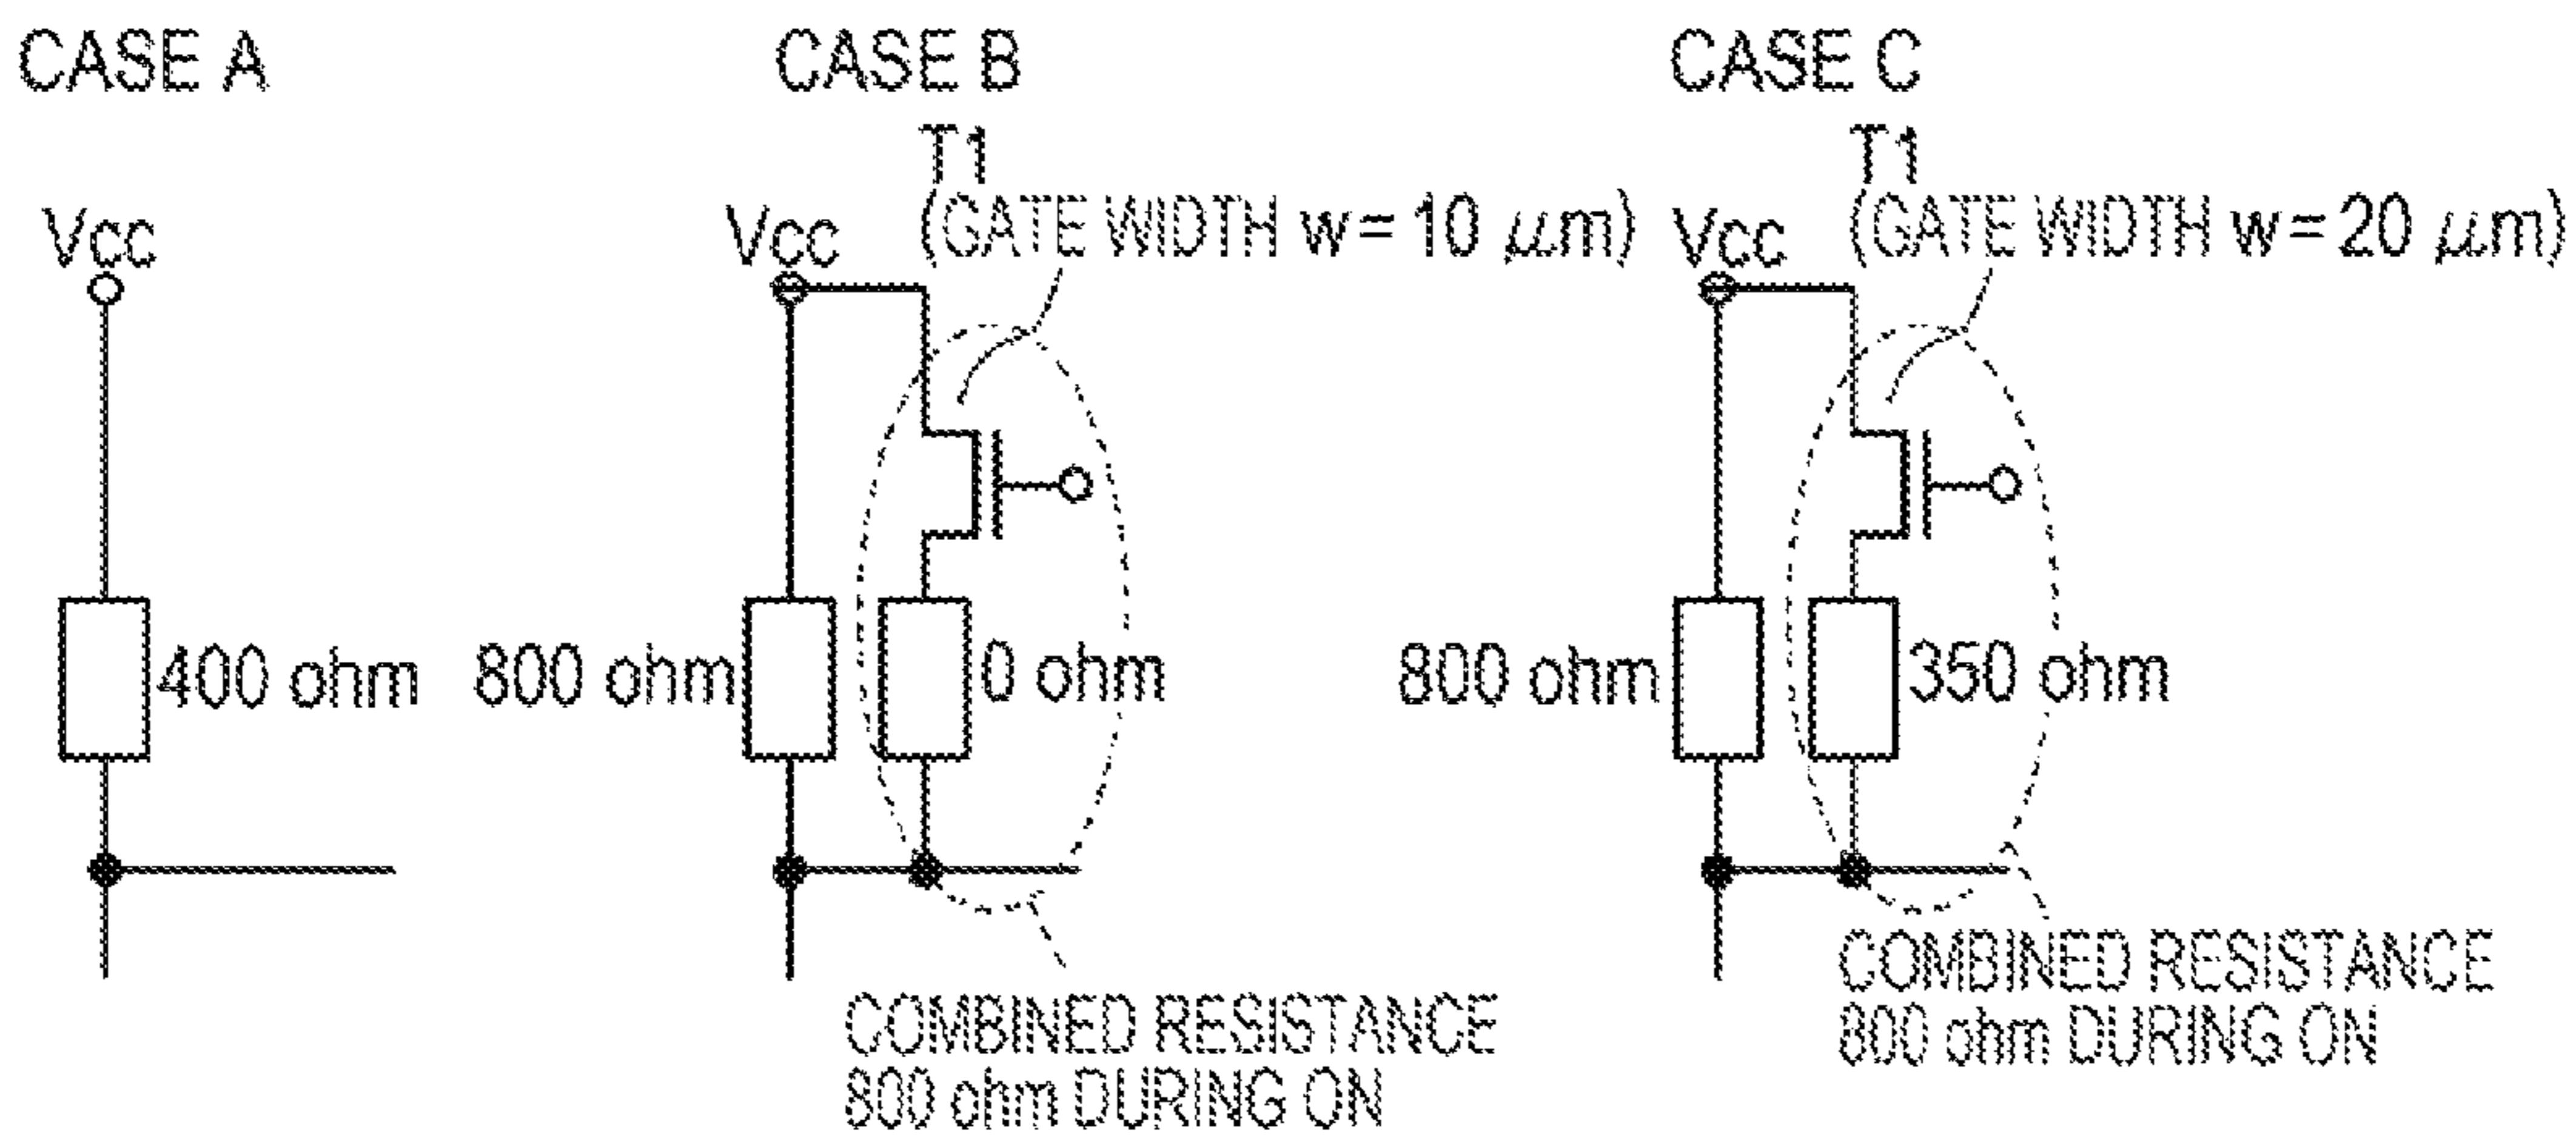 CASE A
Vcc
400 ohm
CASE B
T1
(GATE WIDTH w = 10 μm)
Vcc
800 ohm
0 ohm
COMBINED RESISTANCE
800 ohm DURING ON
CASE C
T1
(GATE WIDTH w = 20 μm)
Vcc
800 ohm
350 ohm
COMBINED RESISTANCE
800 ohm DURING ON